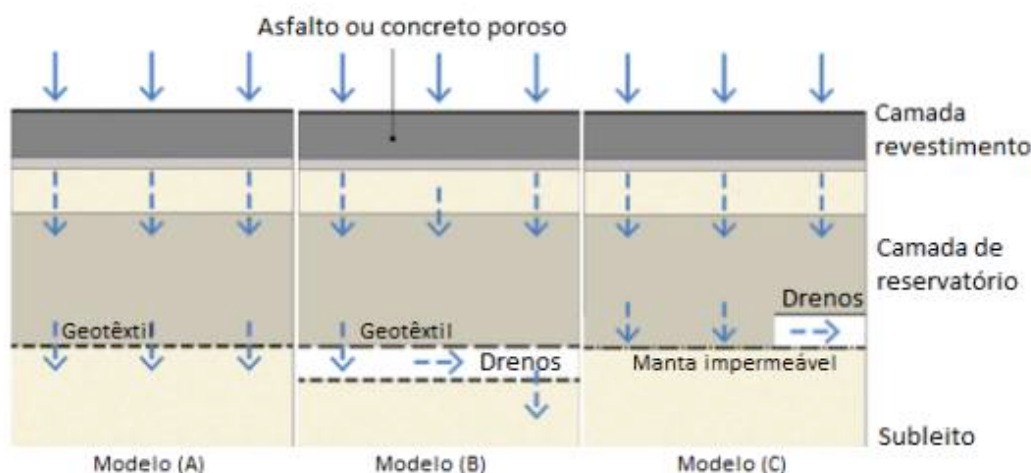 Asfalto ou concreto poroso
Camada
revestimento
Camada de
reservatório
Drenos
Geotêxtil
Geotêxtil
Drenos
Manta impermeável
Subleito
Modelo (A)
Modelo (B)
Modelo (C)